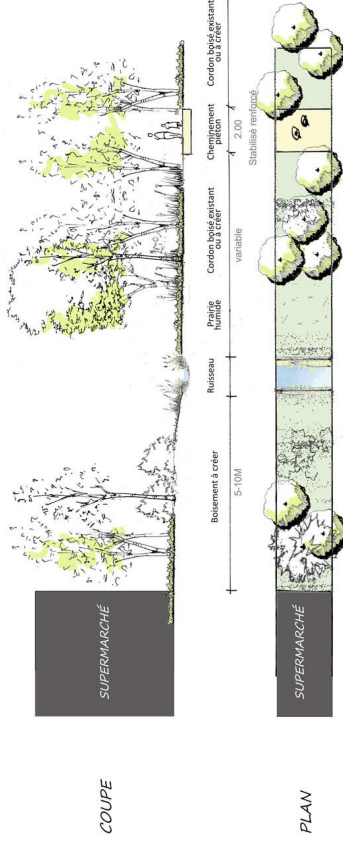 COUPE
SUPERMARCHÉ
Boisement à créer
Ruisseau
Prairie
humide
Cordon boisé existant
ou à créer
Cheminement
piéton
Cordon boisé existant
ou à créer
5-10M
variable
2.00
Stabilisé renforcé
PLAN
SUPERMARCHÉ